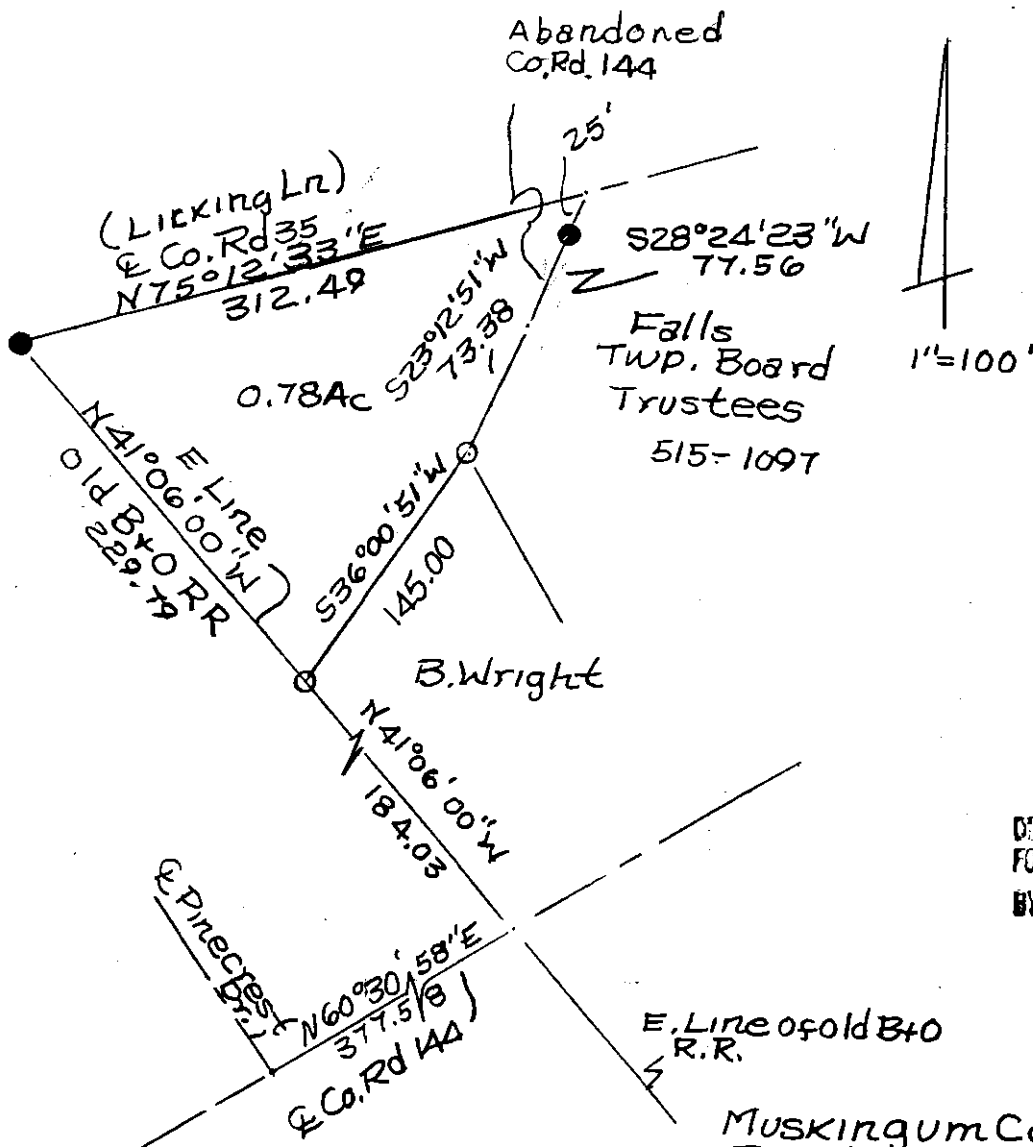 Abandoned
Co.Rd. 144
25'
(Licking Ln)
℄ Co. Rd 35
N75°12'33"E
312.49
S28°24'23"W
77.56
S23°12'51"W
73.38
Falls
Twp. Board
Trustees
515-1097
1"=100'
0.78Ac
E Line
N41°06'00"W
Old B+O RR
229.79
S36°00'51"W
145.00
B.Wright
N41°06'00"W
184.03
℄ Pinecrest
Dr.
N60°30'58"E
377.58
℄ Co. Rd 144
E. Line of old B+O
R.R.
Muskingum Co.